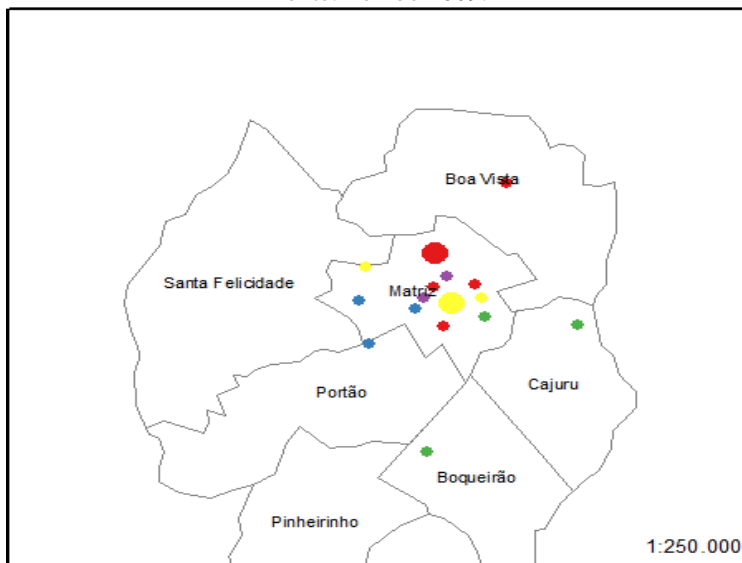 Boa Vista
Santa Felicidade
Matriz
Portão
Cajuru
Boqueirão
Pinheirinho
1:250.000